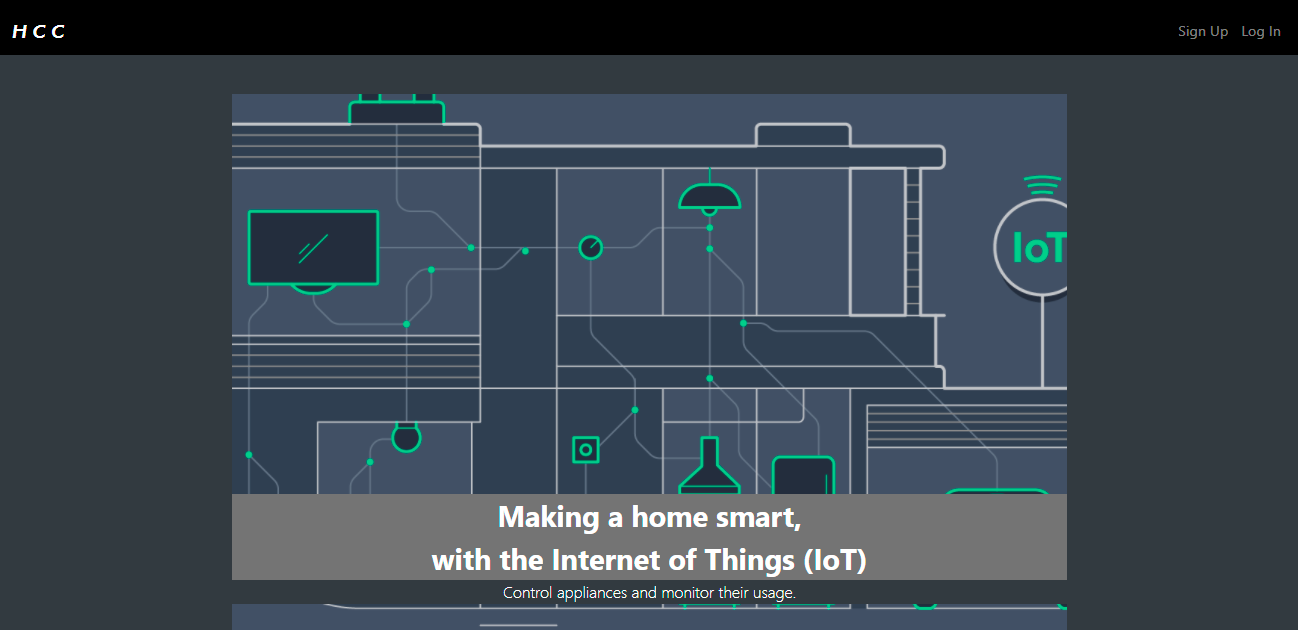 H C C
Sign Up Log In
IoT
Making a home smart,
with the Internet of Things (IoT)
Control appliances and monitor their usage.